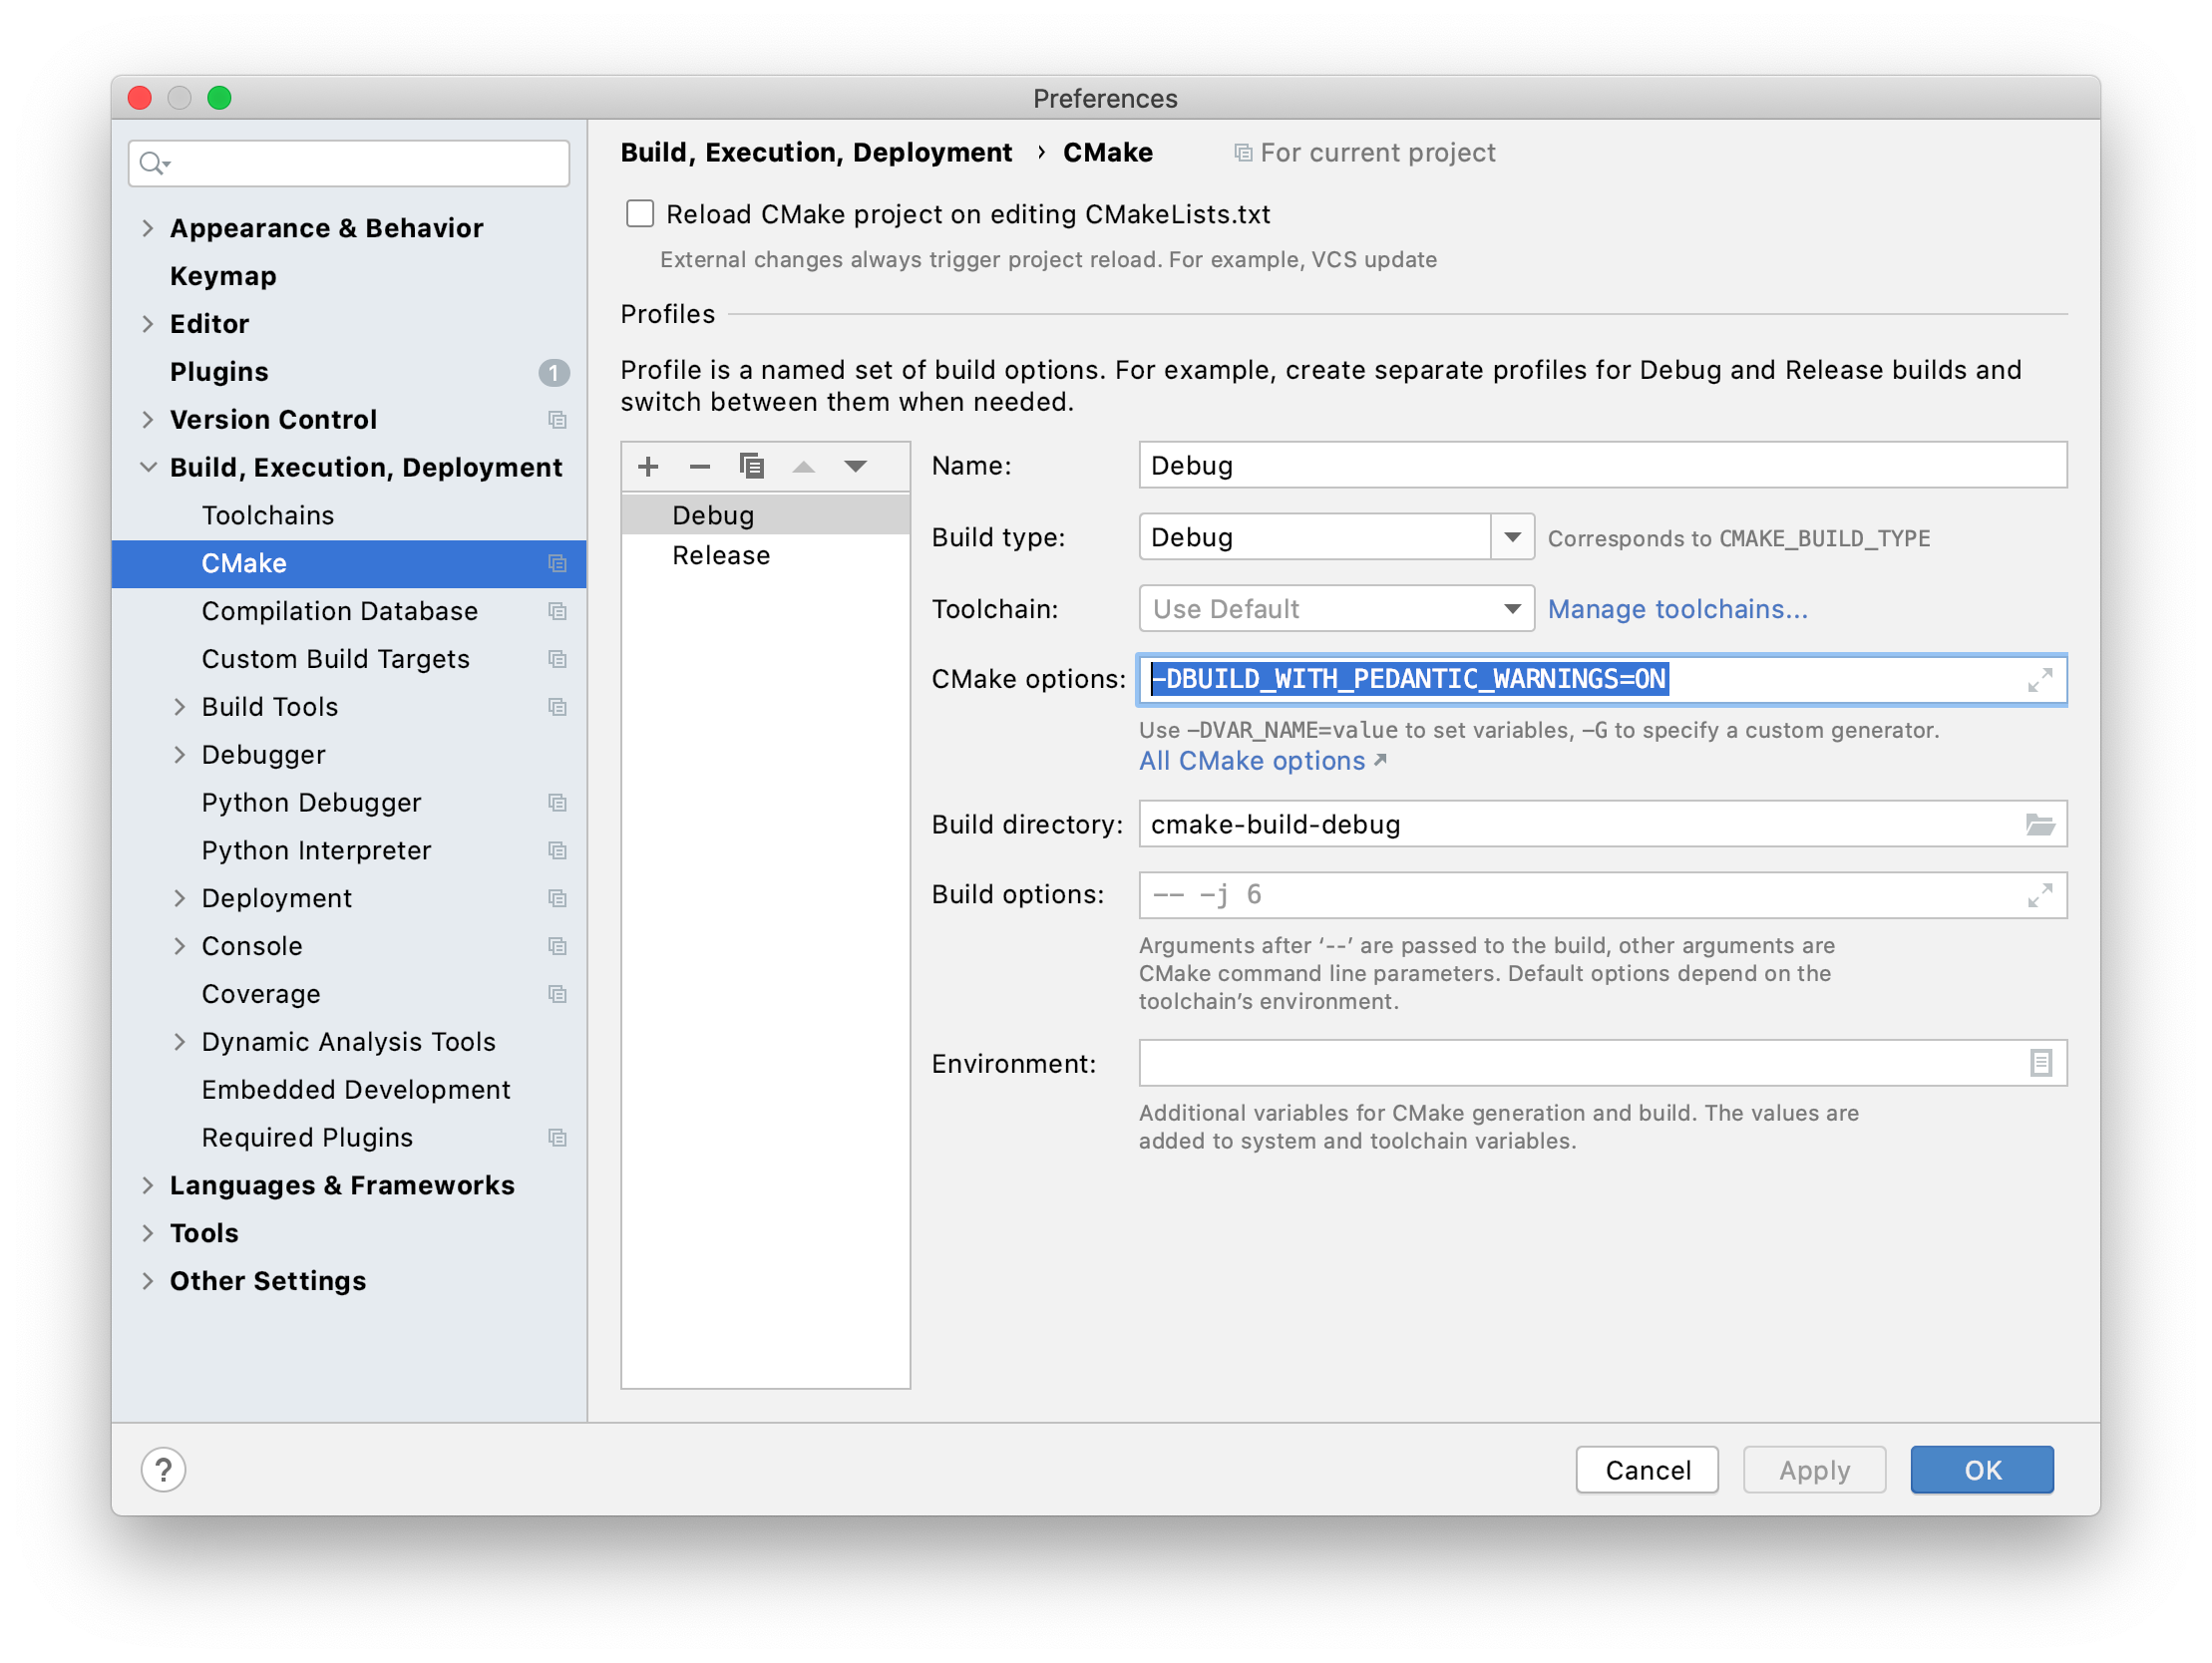 Preferences
Appearance & Behavior
Keymap
Editor
Plugins 1
Version Control
Build, Execution, Deployment
Toolchains
CMake
Compilation Database
Custom Build Targets
Build Tools
Debugger
Python Debugger
Python Interpreter
Deployment
Console
Coverage
Dynamic Analysis Tools
Embedded Development
Required Plugins
Languages & Frameworks
Tools
Other Settings
Build, Execution, Deployment › CMake For current project
Reload CMake project on editing CMakeLists.txt
External changes always trigger project reload. For example, VCS update
Profiles
Profile is a named set of build options. For example, create separate profiles for Debug and Release builds and
switch between them when needed.
Debug
Release
Name: Debug
Build type: Debug Corresponds to CMAKE_BUILD_TYPE
Toolchain: Use Default Manage toolchains...
CMake options: -DBUILD_WITH_PEDANTIC_WARNINGS=ON
Use -DVAR_NAME=value to set variables, -G to specify a custom generator.
All CMake options ↗
Build directory: cmake-build-debug
Build options: -- -j 6
Arguments after ‘--’ are passed to the build, other arguments are
CMake command line parameters. Default options depend on the
toolchain’s environment.
Environment:
Additional variables for CMake generation and build. The values are
added to system and toolchain variables.
? Cancel Apply OK